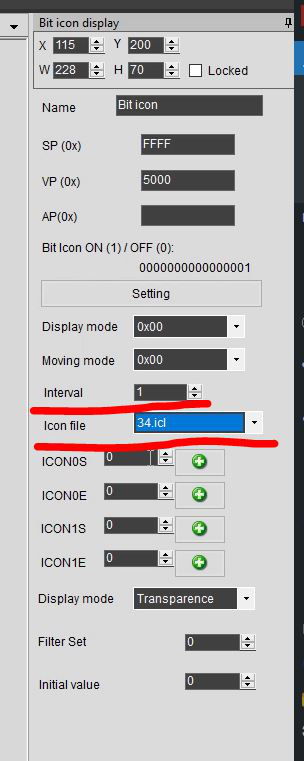 Bit icon display
X 115 Y 200
W 228 H 70 Locked
Name Bit icon
SP (0x) FFFF
VP (0x) 5000
AP(0x)
Bit Icon ON (1) / OFF (0):
0000000000000001
Setting
Display mode 0x00
Moving mode 0x00
Interval 1
Icon file 34.icl
ICON0S 0
ICON0E 0
ICON1S 0
ICON1E 0
Display mode Transparence
Filter Set 0
Initial value 0